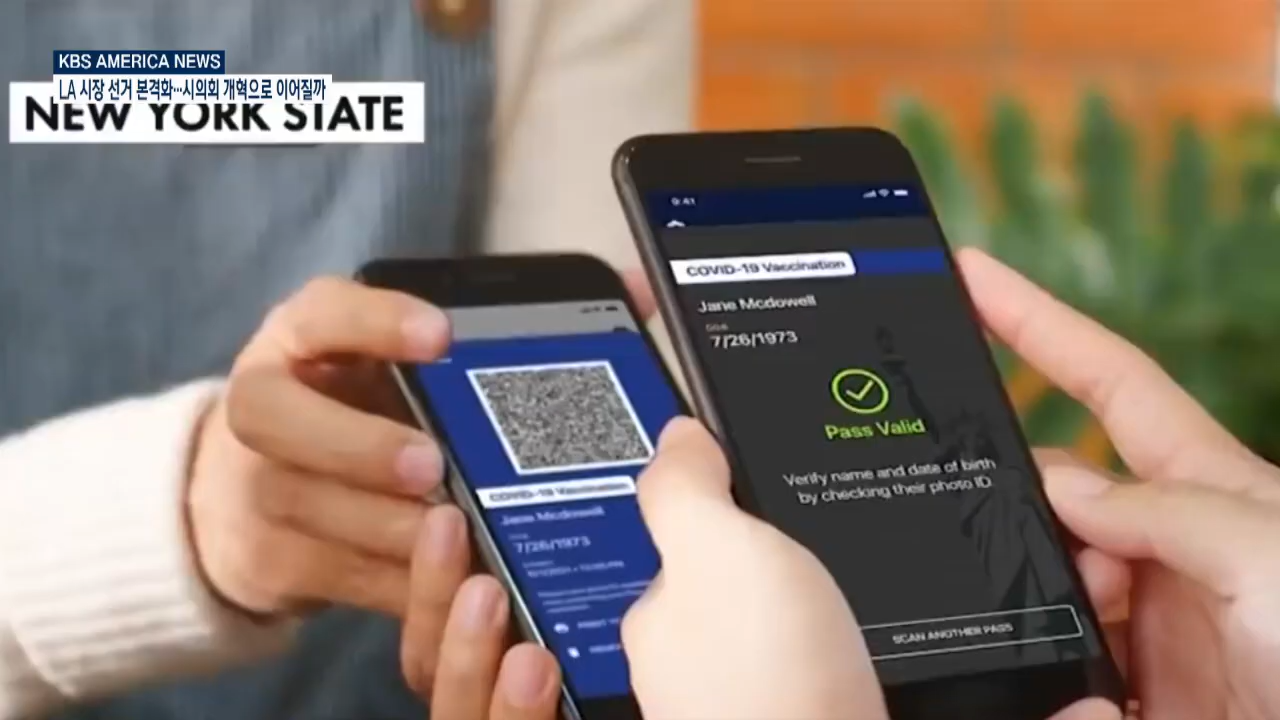 KBS AMERICA NEWS
LA 시장 선거 본격화…시의회 개혁으로 이어질까
NEW YORK STATE
9:41
COVID-19 Vaccination
Jane Mcdowell
DOB
7/26/1973
Pass Valid
Verify name and date of birth
by checking their photo ID.
SCAN ANOTHER PASS
COVID-19 Vaccination
Jane Mcdowell
7/26/1973